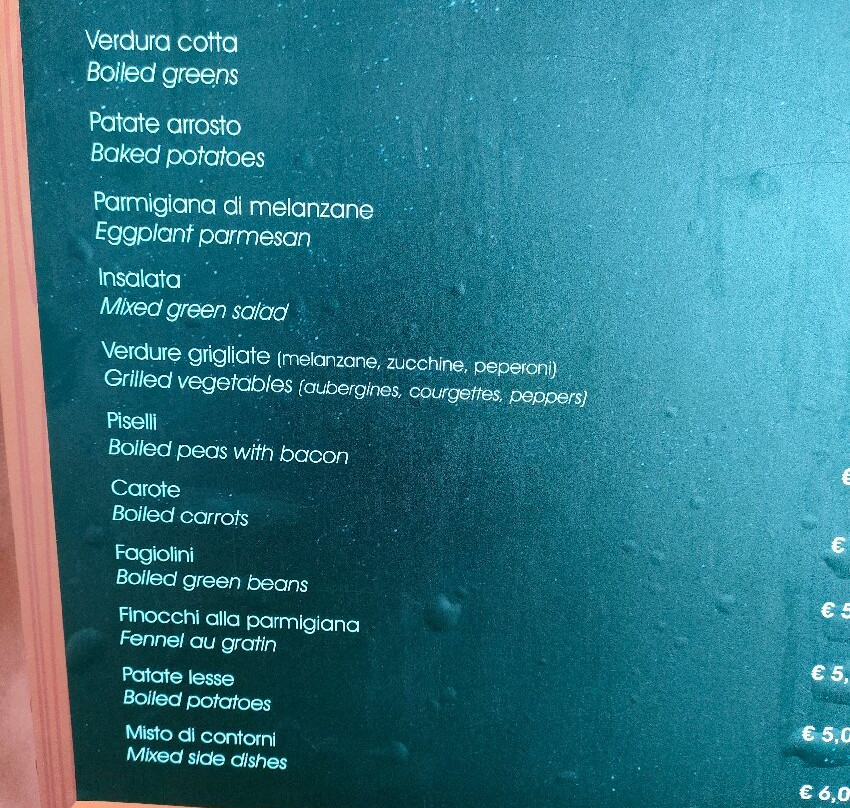 Verdura cotta
Boiled greens
Patate arrosto
Baked potatoes
Parmigiana di melanzane
Eggplant parmesan
Insalata
Mixed green salad
Verdure grigliate (melanzane, zucchine, peperoni)
Grilled vegetables (aubergines, courgettes, peppers)
Piselli
Boiled peas with bacon
€
Carote
Boiled carrots
€
Fagiolini
Boiled green beans
€ 5
Finocchi alla parmigiana
Fennel au gratin
€ 5,
Patate lesse
Boiled potatoes
€ 5,0
Misto di contorni
Mixed side dishes
€ 6,0